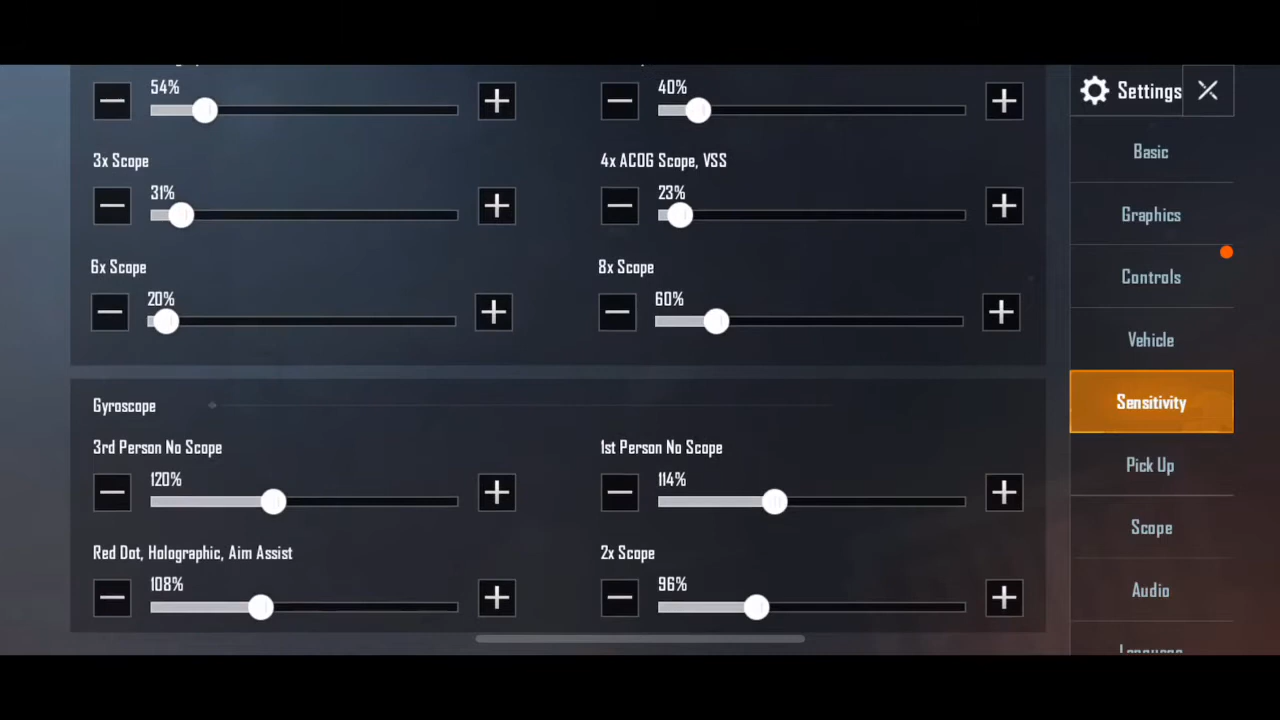 54%
40%
Settings
3x Scope
4x ACOG Scope, VSS
31%
23%
6x Scope
8x Scope
20%
60%
Gyroscope
3rd Person No Scope
1st Person No Scope
120%
114%
Red Dot, Holographic, Aim Assist
2x Scope
108%
96%
Basic
Graphics
Controls
Vehicle
Sensitivity
Pick Up
Scope
Audio